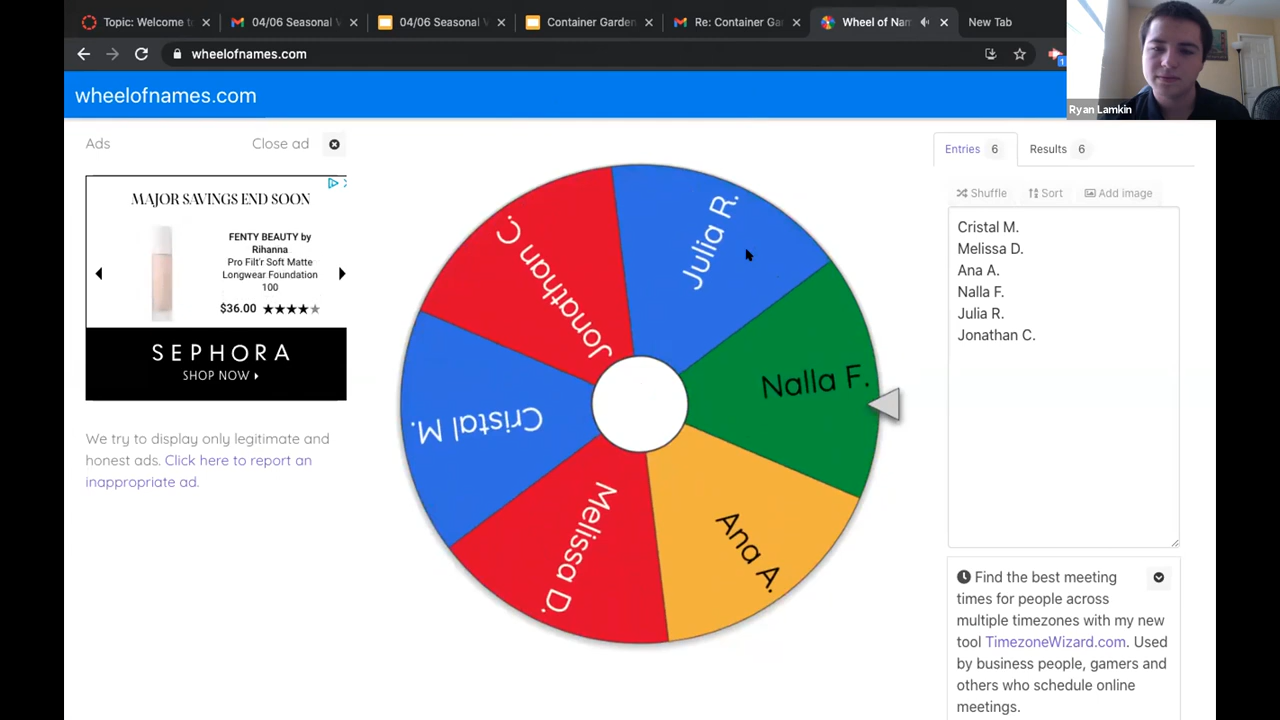 Topic: Welcome to
04/06 Seasonal V
04/06 Seasonal V
Container Garden
Re: Container Ga
Wheel of Nam
New Tab
wheelofnames.com
1
Ryan Lamkin
wheelofnames.com
Ads
Close ad
MAJOR SAVINGS END SOON
FENTY BEAUTY by
Rihanna
Pro Filt'r Soft Matte
Longwear Foundation
100
$36.00
SEPHORA
SHOP NOW
We try to display only legitimate and
honest ads. Click here to report an
inappropriate ad.
Julia R.
Nalla F.
Ana A.
Melissa D.
Cristal M.
Jonathan C.
Entries 6
Results 6
Shuffle
Sort
Add image
Cristal M.
Melissa D.
Ana A.
Nalla F.
Julia R.
Jonathan C.
Find the best meeting
times for people across
multiple timezones with my new
tool TimezoneWizard.com. Used
by business people, gamers and
others who schedule online
meetings.